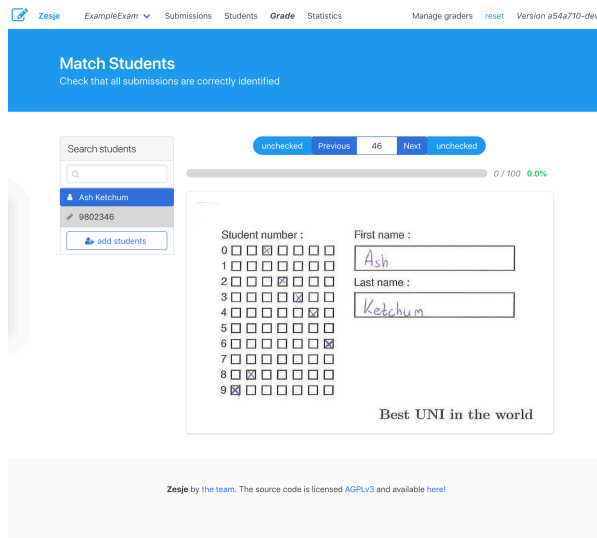 Zesje ExampleExam Submissions Students Grade Statistics Manage graders reset Version a54a710-dev
Match Students
Check that all submissions are correctly identified
Search students
Ash Ketchum
9802346
add students
unchecked Previous 46 Next unchecked
0 / 100 0.0%
Student number :
0
1
2
3
4
5
6
7
8
9
First name :
Ash
Last name :
Ketchum
Best UNI in the world
Zesje by the team. The source code is licensed AGPLv3 and available here!